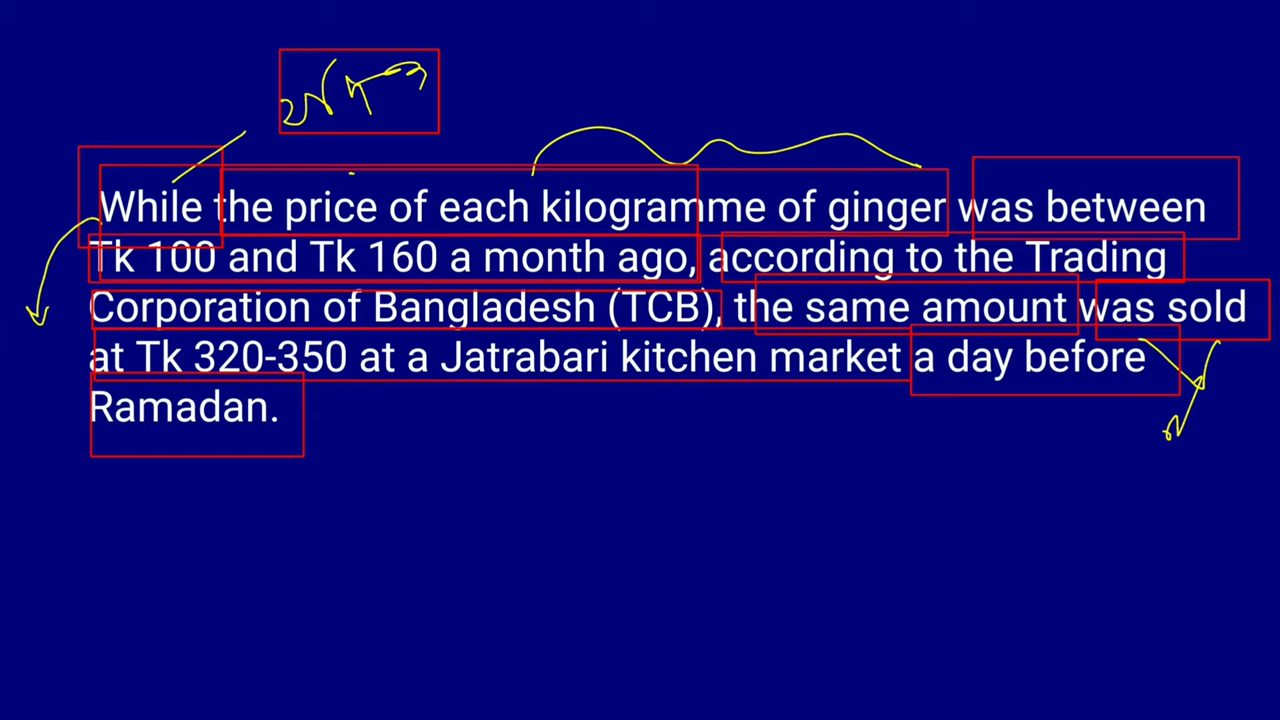 While the price of each kilogramme of ginger was between
Tk 100 and Tk 160 a month ago, according to the Trading
Corporation of Bangladesh (TCB), the same amount was sold
at Tk 320-350 at a Jatrabari kitchen market a day before
Ramadan.